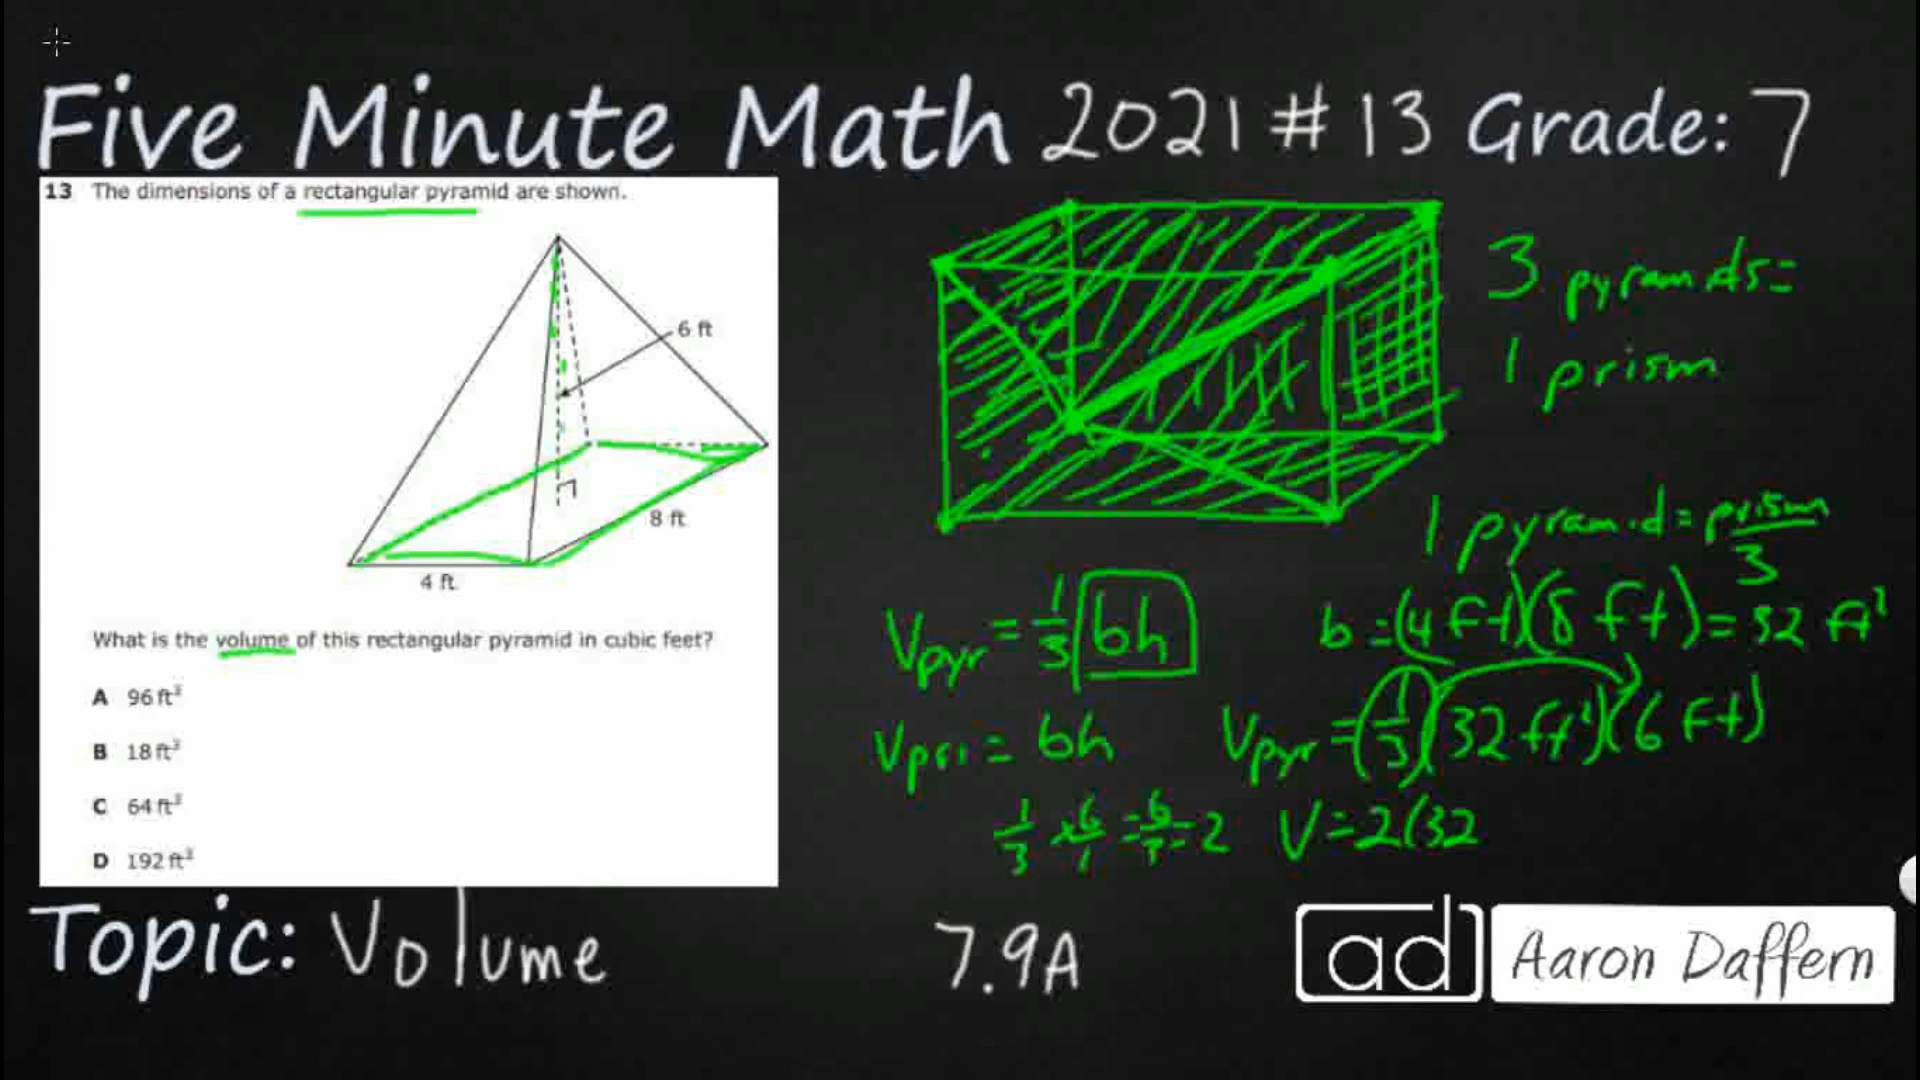 Five Minute Math 2021 # 13 Grade: 7
13 The dimensions of a rectangular pyramid are shown.
6 ft
8 ft
4 ft
What is the volume of this rectangular pyramid in cubic feet?
A 96 ft³
B 18 ft³
C 64 ft³
D 192 ft³
3 pyramids =
1 prism
1 pyramid = prism/3
Vpyr = 1/3 bh
b = (4 ft)(8 ft) = 32 ft²
Vpri = bh
Vpyr = (1/3)(32 ft²)(6 ft)
1/3 × 6/1 = 6/3 = 2
V = 2(32
Topic: Volume
7.9A
ad Aaron Daffern